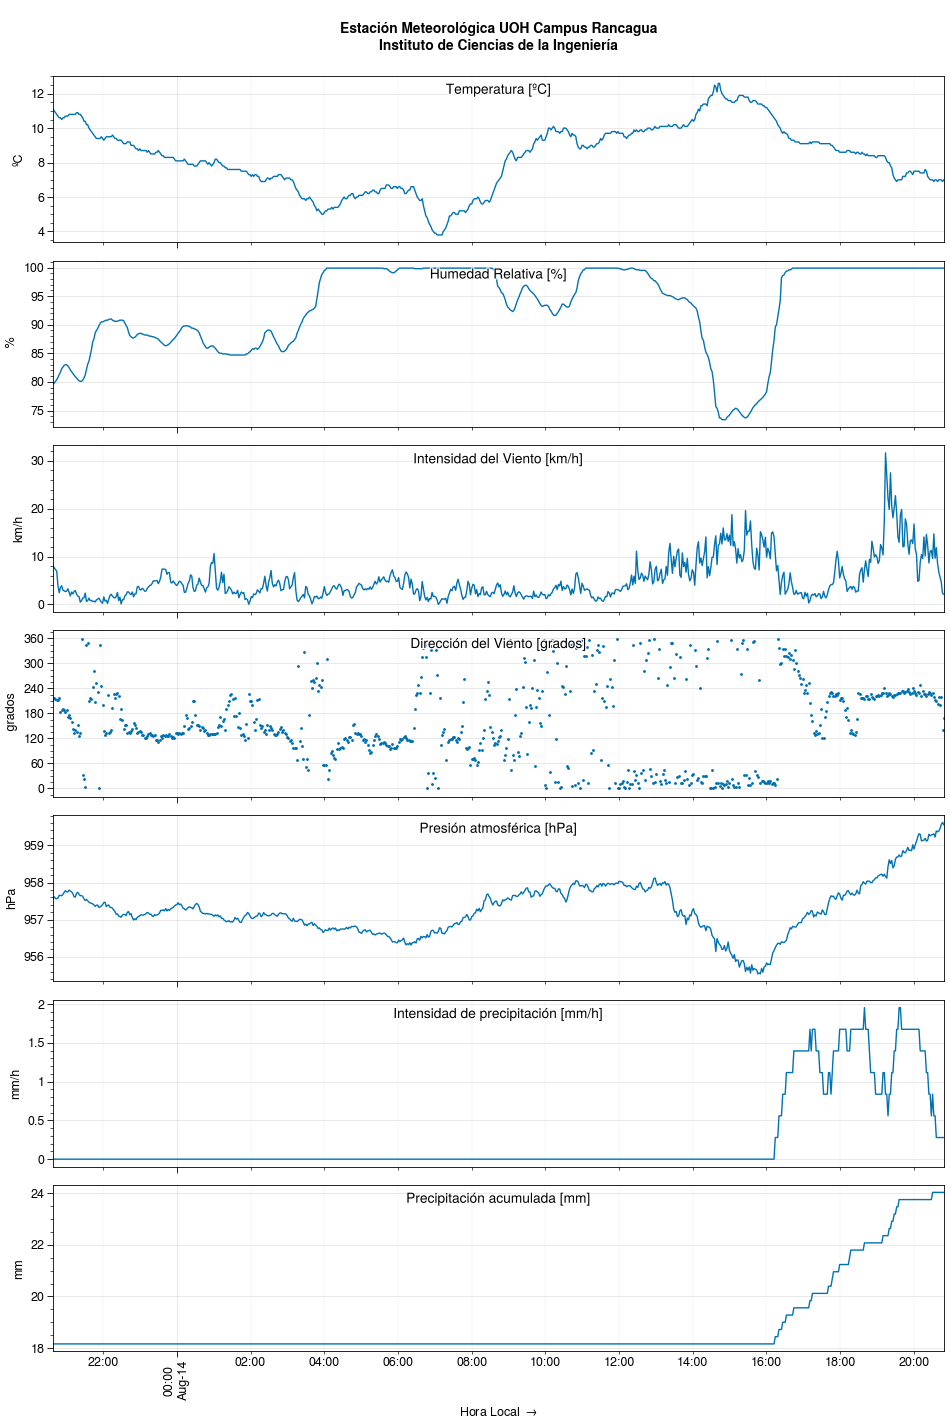 Estación Meteorológica UOH Campus Rancagua
Instituto de Ciencias de la Ingeniería
Temperatura [ºC]
12
10
8
6
4
ºC
Humedad Relativa [%]
100
95
90
85
80
75
%
Intensidad del Viento [km/h]
30
20
10
0
km/h
Dirección del Viento [grados]
360
300
240
180
120
60
0
grados
Presión atmosférica [hPa]
959
958
957
956
hPa
Intensidad de precipitación [mm/h]
2
1.5
1
0.5
0
mm/h
Precipitación acumulada [mm]
24
22
20
18
mm
22:00
00:00
Aug-14
02:00
04:00
06:00
08:00
10:00
12:00
14:00
16:00
18:00
20:00
Hora Local →